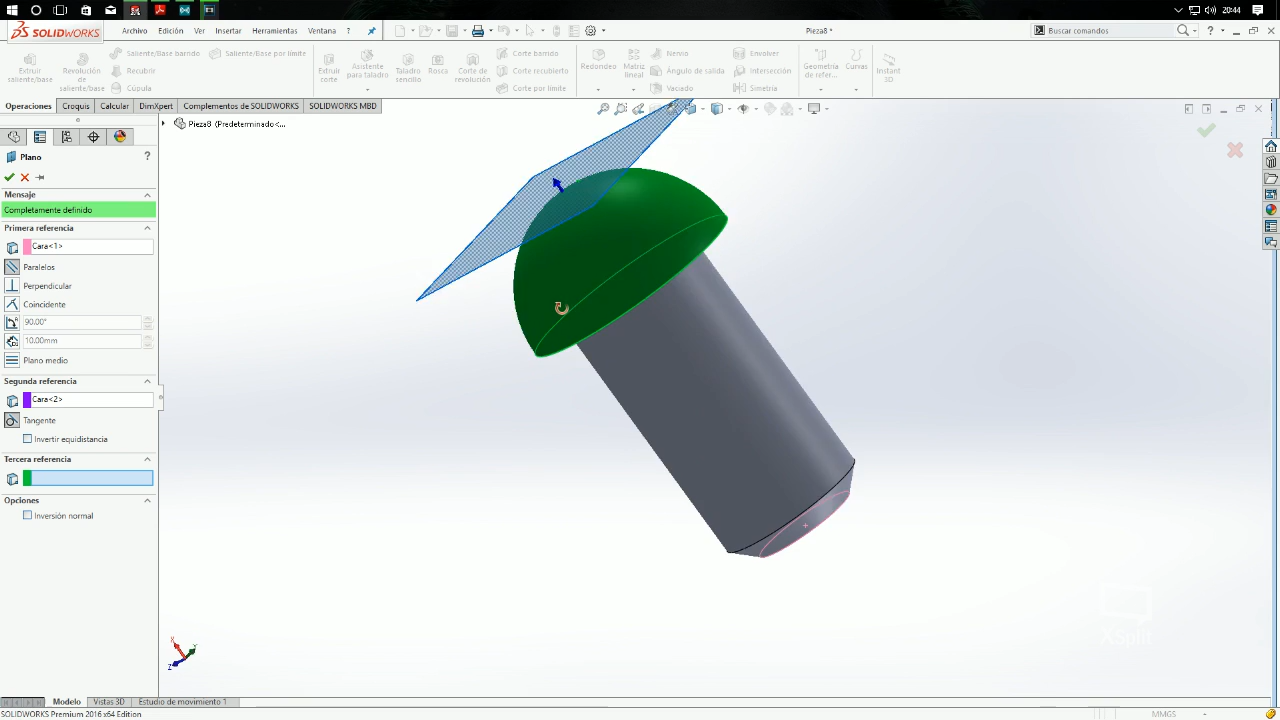 20:44
SOLIDWORKS
Archivo Edición Ver Insertar Herramientas Ventana ?
Pieza8 *
Buscar comandos
Extruir saliente/base
Revolución de saliente/base
Saliente/Base barrido
Recubrir
Cúpula
Saliente/Base por límite
Extruir corte
Asistente para taladro
Taladro sencillo
Rosca
Corte de revolución
Corte barrido
Corte recubierto
Corte por límite
Redondeo
Matriz lineal
Nervio
Ángulo de salida
Vaciado
Envolver
Intersección
Simetría
Geometría de refer...
Curvas
Instant 3D
Operaciones Croquis Calcular DimXpert Complementos de SOLIDWORKS SOLIDWORKS MBD
Pieza8 (Predeterminado<...
Plano ?
Mensaje
Completamente definido
Primera referencia
Cara<1>
Paralelos
Perpendicular
Coincidente
90.00°
10.00mm
Plano medio
Segunda referencia
Cara<2>
Tangente
Invertir equidistancia
Tercera referencia
Opciones
Inversión normal
X
Y
Z
XSplit
Modelo Vistas 3D Estudio de movimiento 1
SOLIDWORKS Premium 2016 x64 Edition
MMGS -